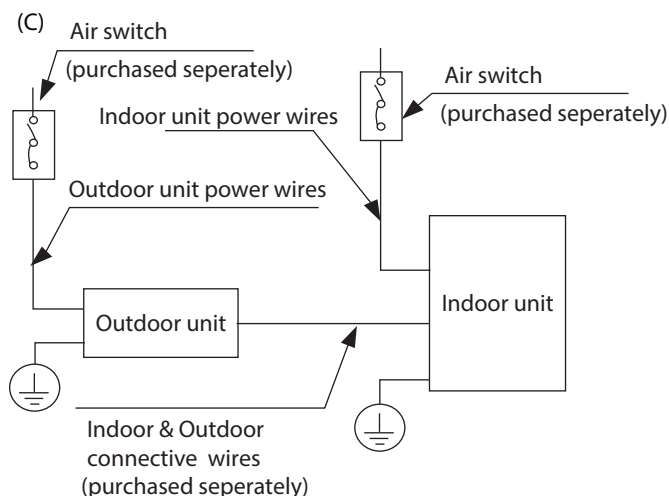 (C)
Air switch
(purchased seperately)
Air switch
(purchased seperately)
Indoor unit power wires
Outdoor unit power wires
Outdoor unit
Indoor unit
Indoor & Outdoor
connective wires
(purchased seperately)